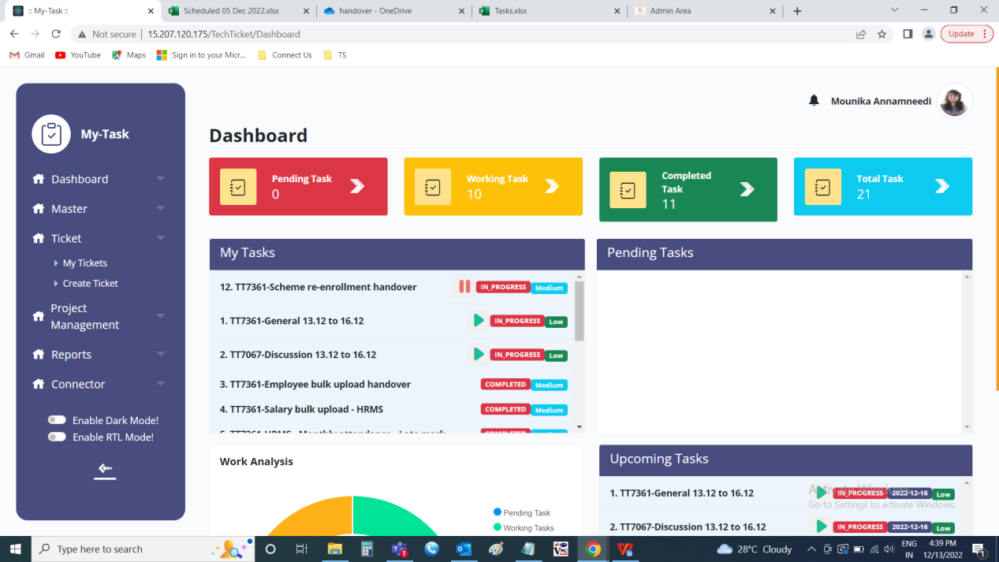 :: My-Task ::
Scheduled 05 Dec 2022.xlsx
handover - OneDrive
Tasks.xlsx
Admin Area
Not secure
15.207.120.175/TechTicket/Dashboard
Update
Gmail
YouTube
Maps
Sign in to your Micr...
Connect Us
TS
My-Task
Dashboard
Master
Ticket
My Tickets
Create Ticket
Project
Management
Reports
Connector
Enable Dark Mode!
Enable RTL Mode!
Mounika Annamneedi
Dashboard
Pending Task
0
Working Task
10
Completed
Task
11
Total Task
21
My Tasks
12. TT7361-Scheme re-enrollment handover IN_PROGRESS Medium
1. TT7361-General 13.12 to 16.12 IN_PROGRESS Low
2. TT7067-Discussion 13.12 to 16.12 IN_PROGRESS Low
3. TT7361-Employee bulk upload handover COMPLETED Medium
4. TT7361-Salary bulk upload - HRMS COMPLETED Medium
Pending Tasks
Work Analysis
Pending Task
Working Tasks
Upcoming Tasks
1. TT7361-General 13.12 to 16.12 IN_PROGRESS 2022-12-16 Low
2. TT7067-Discussion 13.12 to 16.12 IN_PROGRESS 2022-12-16 Low
Activate Windows
Go to Settings to activate Windows.
Type here to search
28°C Cloudy
ENG
IN
4:39 PM
12/13/2022
1